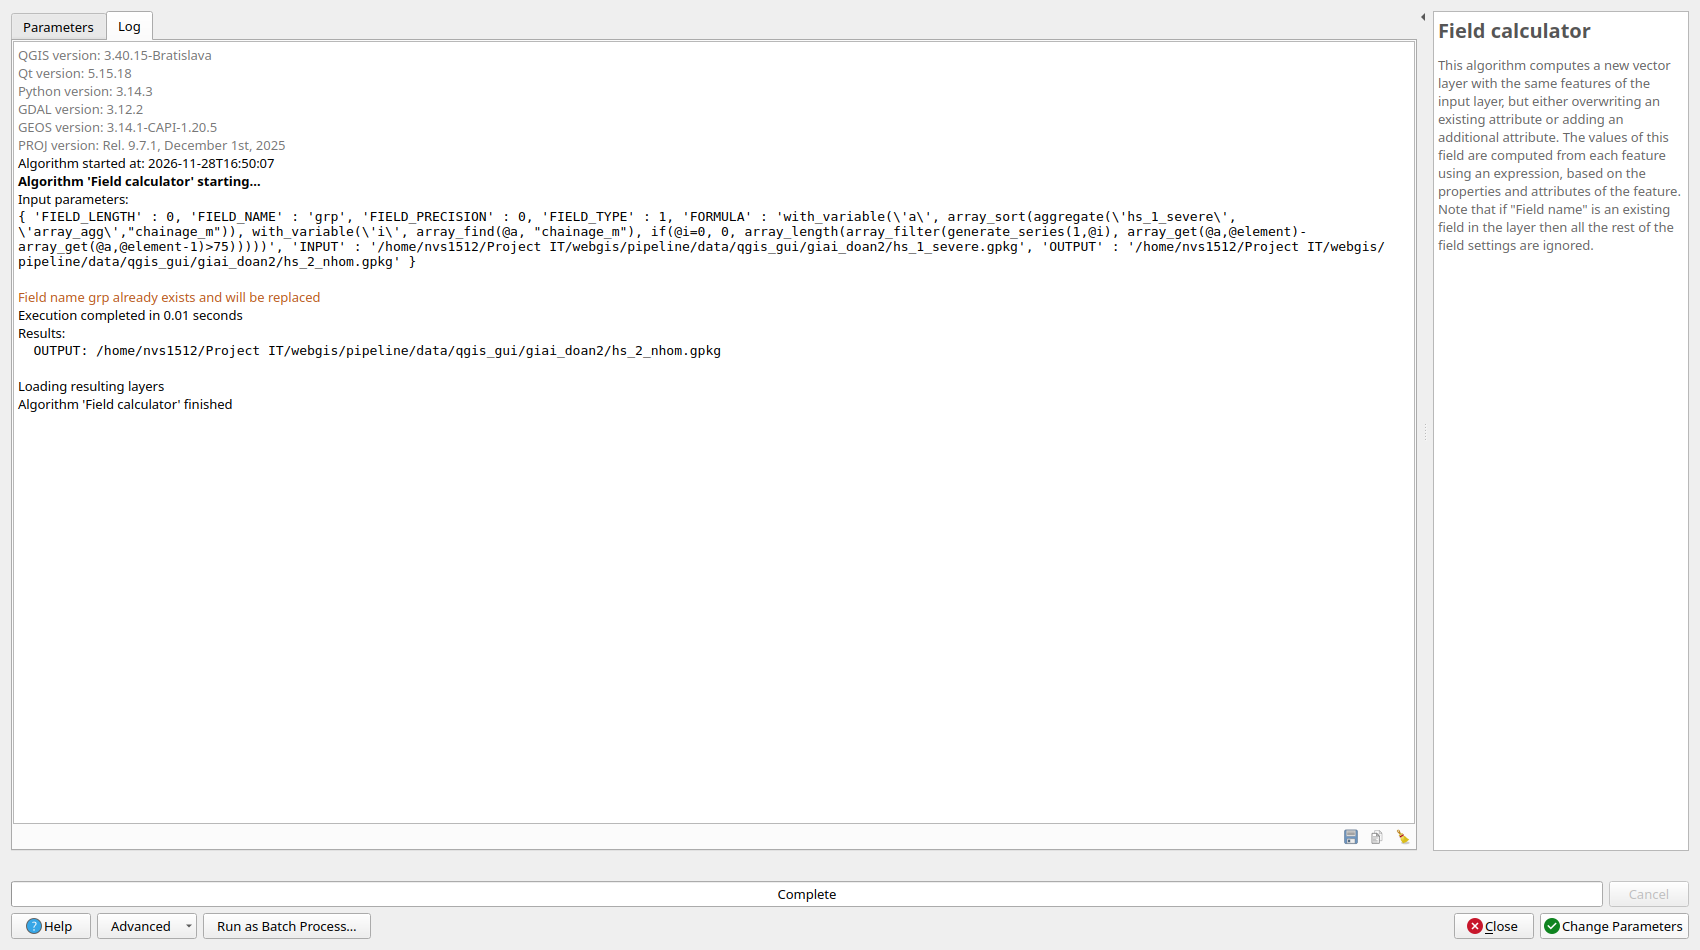 Parameters
Log
QGIS version: 3.40.15-Bratislava
Qt version: 5.15.18
Python version: 3.14.3
GDAL version: 3.12.2
GEOS version: 3.14.1-CAPI-1.20.5
PROJ version: Rel. 9.7.1, December 1st, 2025
Algorithm started at: 2026-11-28T16:50:07
Algorithm 'Field calculator' starting...
Input parameters:
{ 'FIELD_LENGTH' : 0, 'FIELD_NAME' : 'grp', 'FIELD_PRECISION' : 0, 'FIELD_TYPE' : 1, 'FORMULA' : 'with_variable(\'a\', array_sort(aggregate(\'hs_1_severe\',
\'array_agg\',"chainage_m")), with_variable(\'i\', array_find(@a, "chainage_m"), if(@i=0, 0, array_length(array_filter(generate_series(1,@i), array_get(@a,@element)-
array_get(@a,@element-1)>75)))))', 'INPUT' : '/home/nvs1512/Project IT/webgis/pipeline/data/qgis_gui/giai_doan2/hs_1_severe.gpkg', 'OUTPUT' : '/home/nvs1512/Project IT/webgis/
pipeline/data/qgis_gui/giai_doan2/hs_2_nhom.gpkg' }
Field name grp already exists and will be replaced
Execution completed in 0.01 seconds
Results:
OUTPUT: /home/nvs1512/Project IT/webgis/pipeline/data/qgis_gui/giai_doan2/hs_2_nhom.gpkg
Loading resulting layers
Algorithm 'Field calculator' finished
Field calculator
This algorithm computes a new vector
layer with the same features of the
input layer, but either overwriting an
existing attribute or adding an
additional attribute. The values of this
field are computed from each feature
using an expression, based on the
properties and attributes of the feature.
Note that if "Field name" is an existing
field in the layer then all the rest of the
field settings are ignored.
Complete
Cancel
Help
Advanced
Run as Batch Process...
Close
Change Parameters